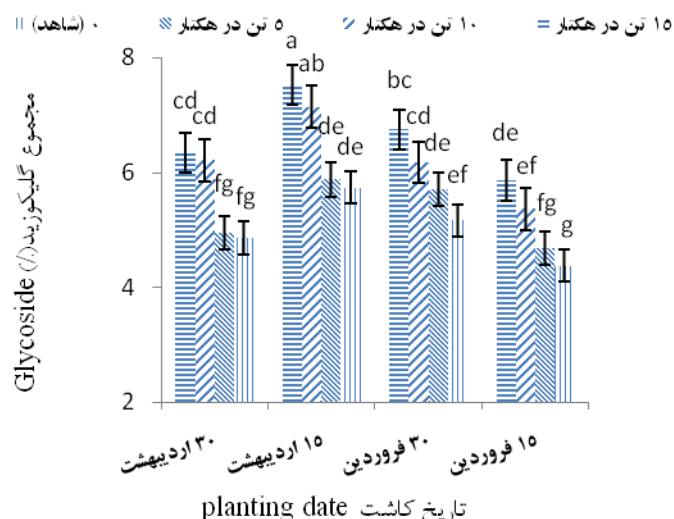 ۰ (شاهد) ۵ تن در هکتار ۱۰ تن در هکتار ۱۵ تن در هکتار
مجموع گلیکوزید(٪)
Glycoside
8
6
4
2
cd cd fg fg
a ab de de
bc cd de ef
de ef fg g
۳۰ اردیبهشت ۱۵ اردیبهشت ۳۰ فروردین ۱۵ فروردین
تاریخ کاشت planting date